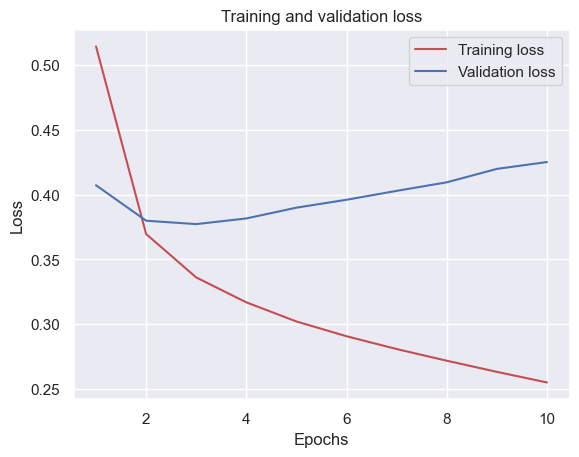 Training and validation loss
Training loss
Validation loss
0.50
0.45
0.40
0.35
0.30
0.25
Loss
2 4 6 8 10
Epochs